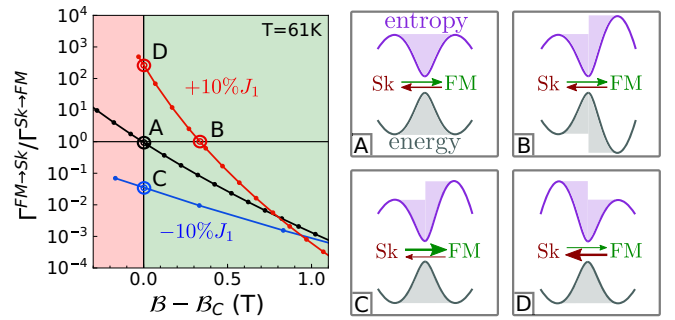 Γ^{FM→Sk}/Γ^{Sk→FM}
10^4
10^3
10^2
10^1
10^0
10^{-1}
10^{-2}
10^{-3}
10^{-4}
T=61K
D
+10%J_1
A
B
C
−10%J_1
0.0
0.5
1.0
ℬ − ℬ_C (T)
entropy
Sk
FM
energy
A
Sk
FM
B
Sk
FM
C
Sk
FM
D